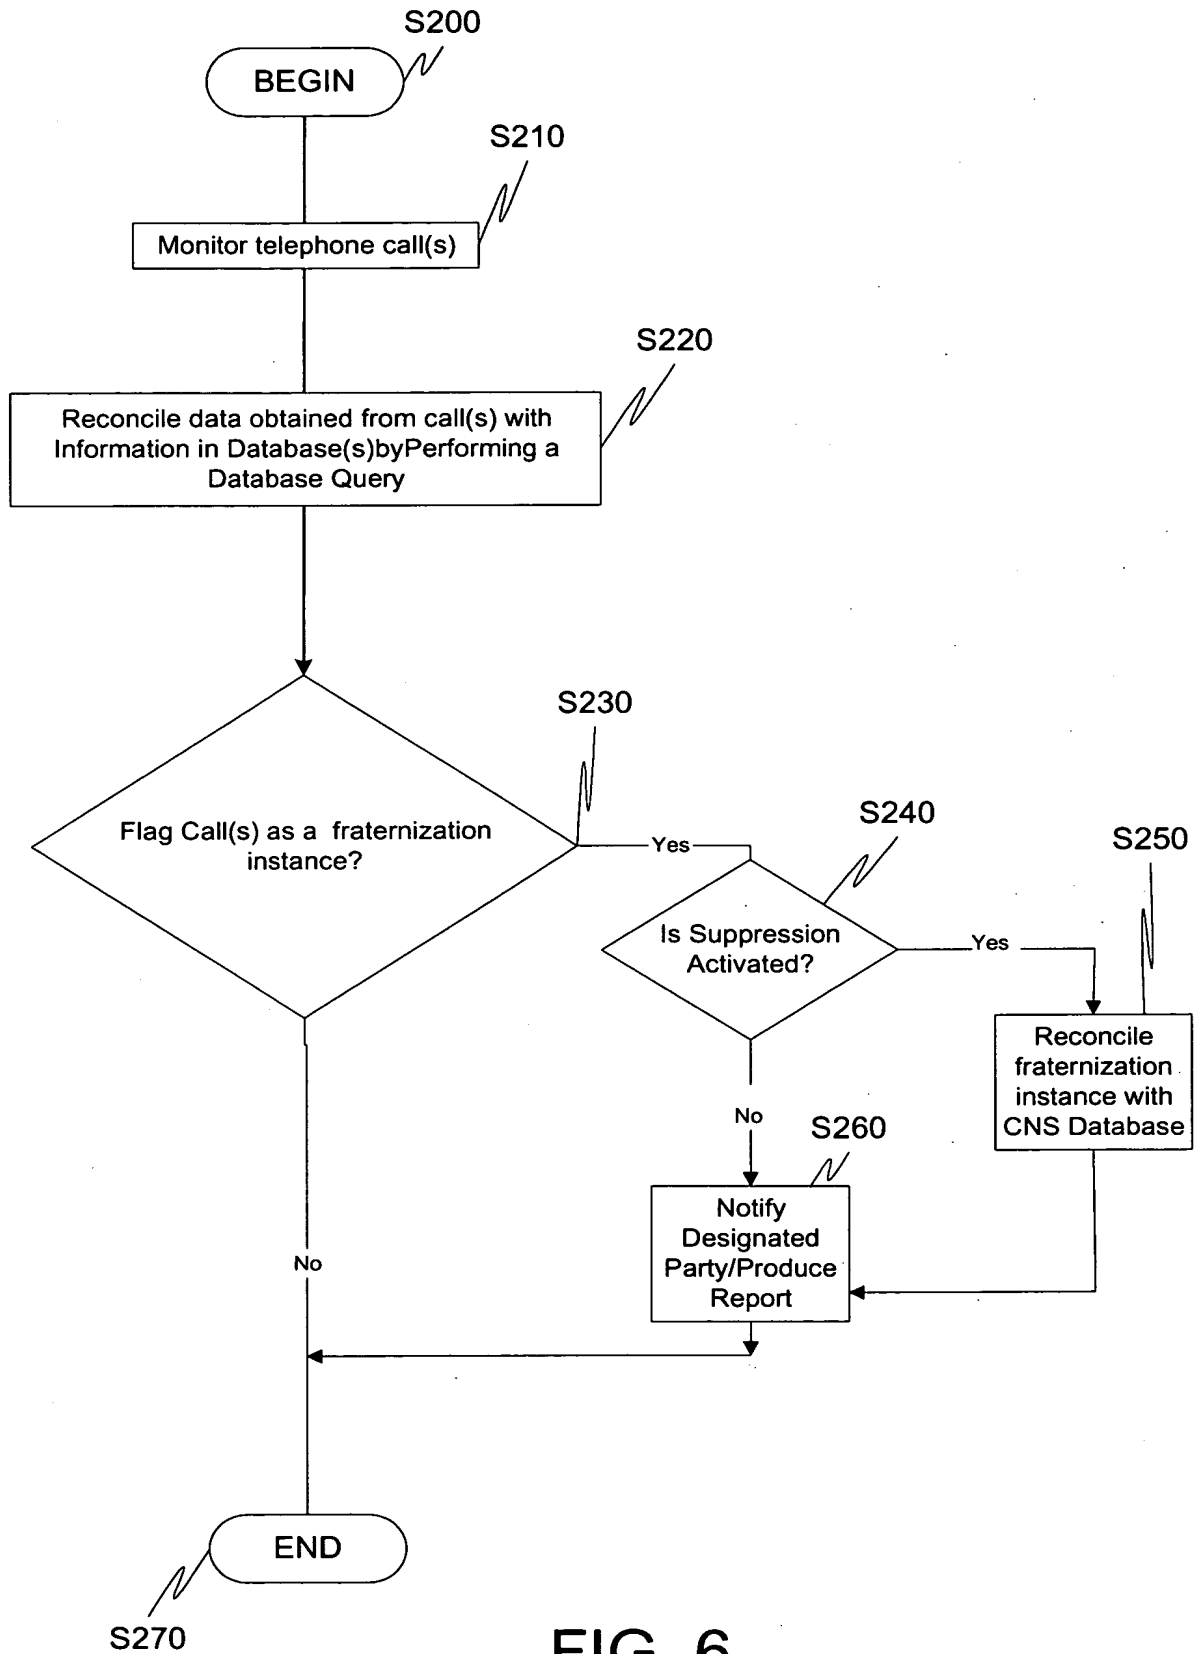 S200
BEGIN
S210
Monitor telephone call(s)
S220
Reconcile data obtained from call(s) with
Information in Database(s)byPerforming a
Database Query
S230
Flag Call(s) as a fraternization
instance?
Yes
S240
Is Suppression
Activated?
Yes
S250
Reconcile
fraternization
instance with
CNS Database
No
S260
Notify
Designated
Party/Produce
Report
No
END
S270
FIG. 6